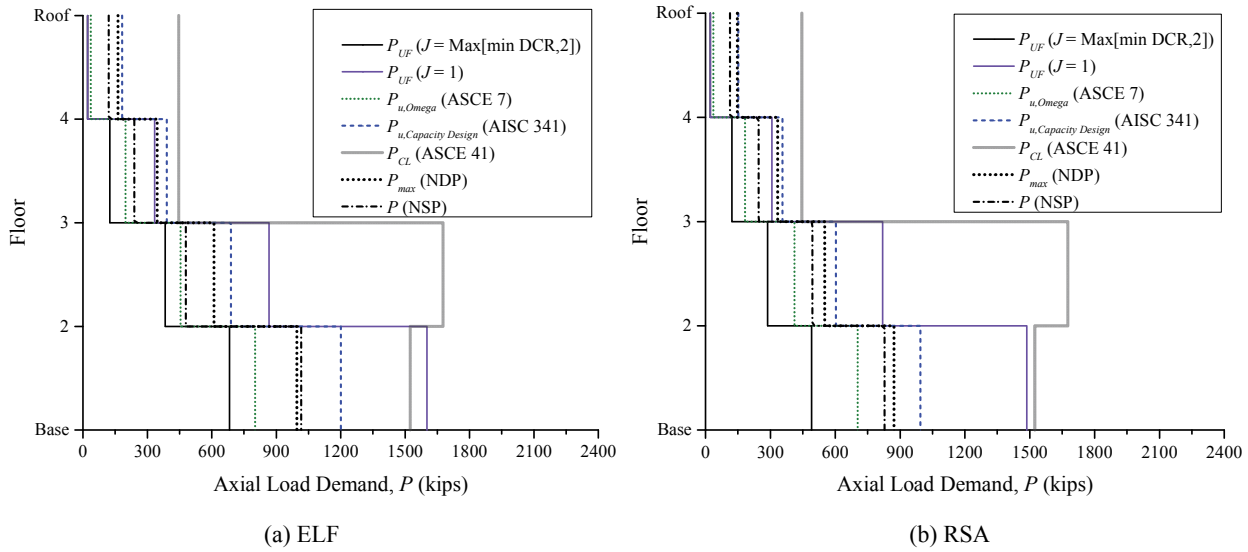 Roof
4
3
2
Base
Floor
P_UF (J = Max[min DCR,2])
P_UF (J = 1)
P_u,Omega (ASCE 7)
P_u,Capacity Design (AISC 341)
P_CL (ASCE 41)
P_max (NDP)
P (NSP)
0 300 600 900 1200 1500 1800 2100 2400
Axial Load Demand, P (kips)
(a) ELF
Roof
4
3
2
Base
Floor
P_UF (J = Max[min DCR,2])
P_UF (J = 1)
P_u,Omega (ASCE 7)
P_u,Capacity Design (AISC 341)
P_CL (ASCE 41)
P_max (NDP)
P (NSP)
0 300 600 900 1200 1500 1800 2100 2400
Axial Load Demand, P (kips)
(b) RSA